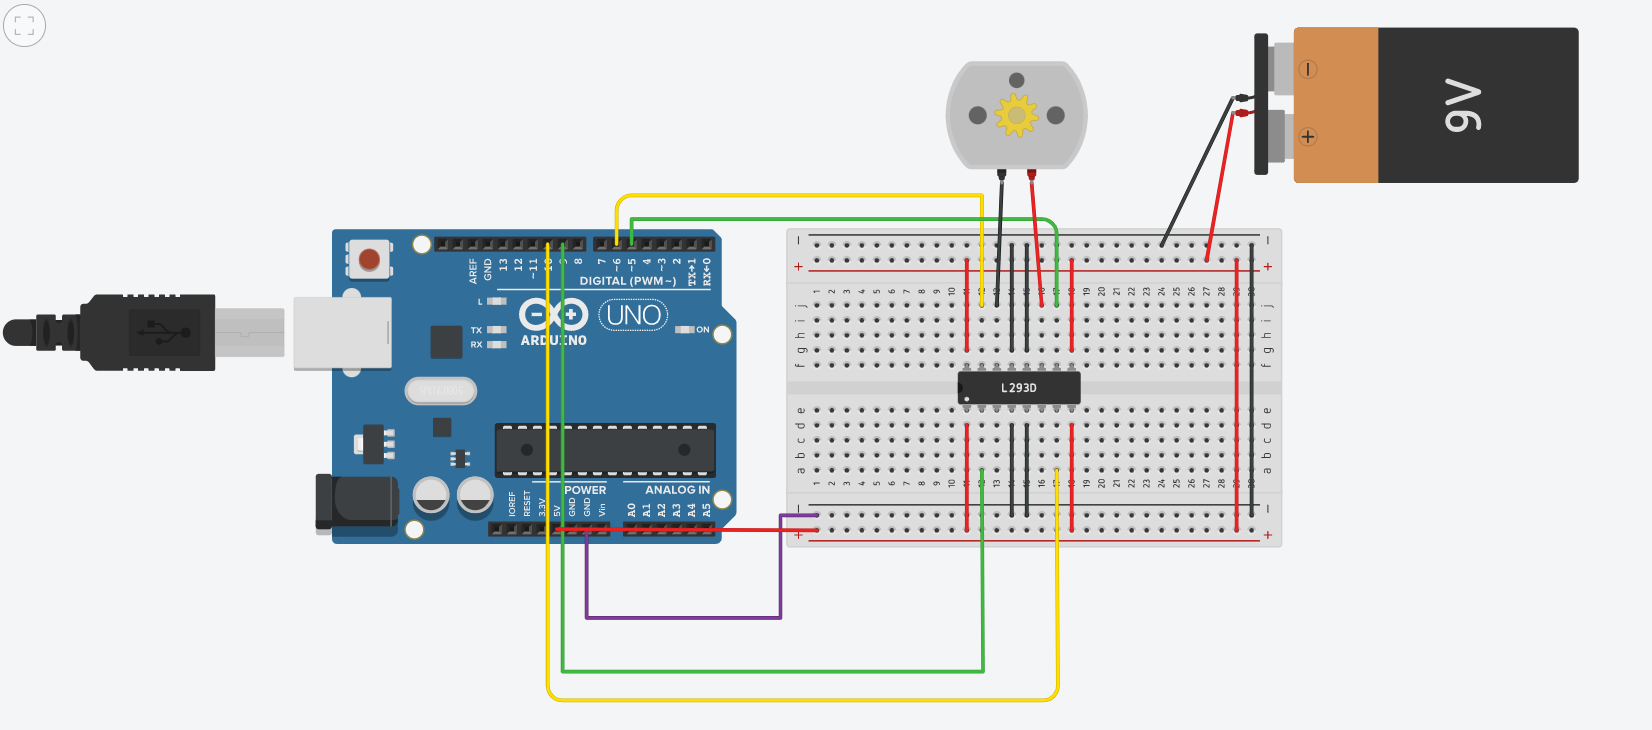 9V
−
+
AREF GND 13 12 ~11 10 9 8 7 ~6 ~5 4 ~3 2 TX→1 RX←0
DIGITAL (PWM~)
L
TX
RX
ARDUINO
UNO
ON
IOREF RESET 3.3V 5V GND GND Vin
POWER
A0 A1 A2 A3 A4 A5
ANALOG IN
− −
+ +
1 2 3 4 5 6 7 8 9 10 11 12 13 14 15 16 17 18 19 20 21 22 23 24 25 26 27 28 29 30
j j
i i
h h
g g
f f
L293D
e e
d d
c c
b b
a a
1 2 3 4 5 6 7 8 9 10 11 12 13 14 15 16 17 18 19 20 21 22 23 24 25 26 27 28 29 30
− −
+ +